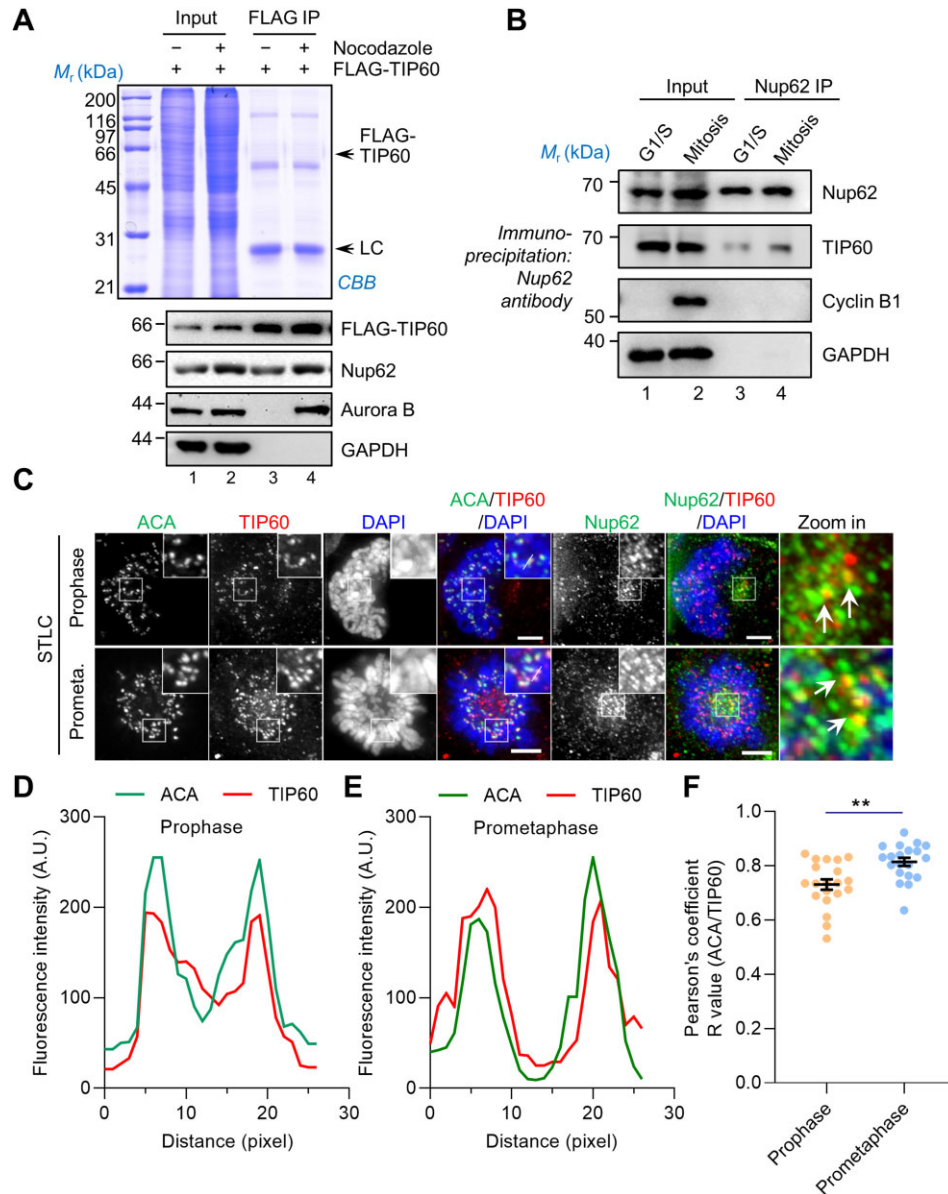 A
Input FLAG IP
− + − + Nocodazole
Mr (kDa) + + + + FLAG-TIP60
200
116
97
66
45
31
21
FLAG-
TIP60
LC
CBB
66 FLAG-TIP60
66 Nup62
44 Aurora B
44 GAPDH
1 2 3 4
B
Input Nup62 IP
G1/S Mitosis G1/S Mitosis
Mr (kDa)
70 Nup62
70 TIP60
50 Cyclin B1
40 GAPDH
Immuno-
precipitation:
Nup62
antibody
1 2 3 4
C
ACA/TIP60 Nup62/TIP60
ACA TIP60 DAPI /DAPI Nup62 /DAPI Zoom in
STLC
Prophase
Prometa.
D
ACA TIP60
Prophase
Fluorescence intensity (A.U.)
300
200
100
0
0 10 20 30
Distance (pixel)
E
ACA TIP60
Prometaphase
Fluorescence intensity (A.U.)
300
200
100
0
0 10 20 30
Distance (pixel)
F
**
Pearson's coefficient
R value (ACA/TIP60)
1.0
0.8
0.6
0.4
0.2
0.0
Prophase
Prometaphase